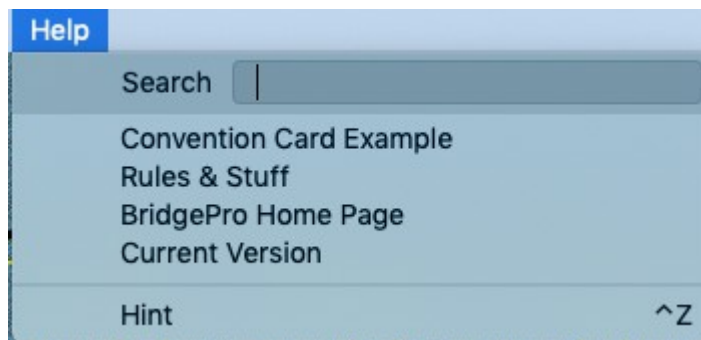 Help
Search
Convention Card Example
Rules & Stuff
BridgePro Home Page
Current Version
Hint ^Z